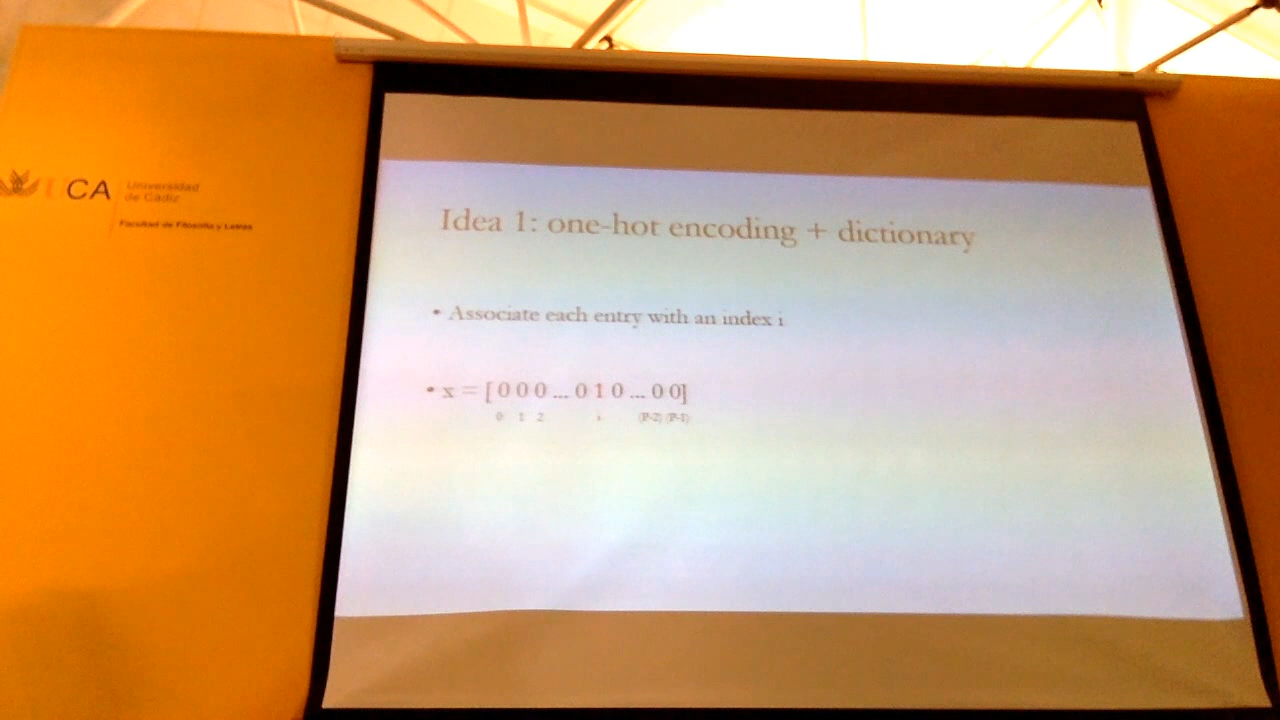 UCA
Universidad
de Cádiz
Facultad de Filosofía y Letras
Idea 1: one-hot encoding + dictionary
• Associate each entry with an index i
• x = [0 0 0 ... 0 1 0 ... 0 0]
0 1 2 i (P-2) (P-1)